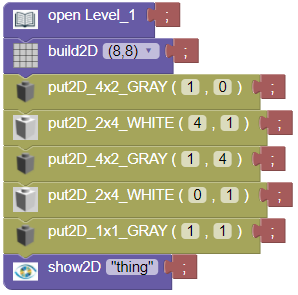 open Level_1 ;
build2D (8,8) ▼ ;
put2D_4x2_GRAY ( 1 , 0 ) ;
put2D_2x4_WHITE ( 4 , 1 ) ;
put2D_4x2_GRAY ( 1 , 4 ) ;
put2D_2x4_WHITE ( 0 , 1 ) ;
put2D_1x1_GRAY ( 1 , 1 ) ;
show2D "thing" ;